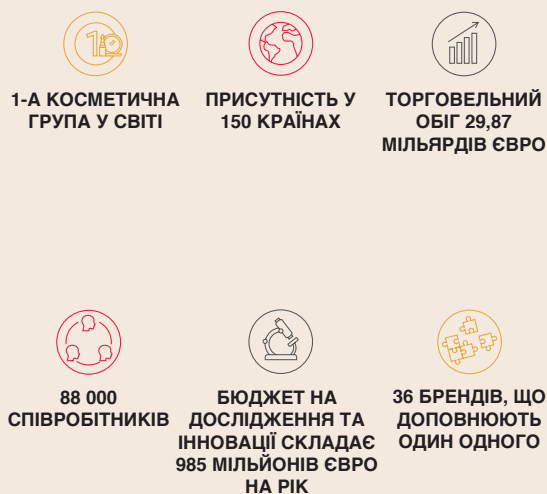 1-А КОСМЕТИЧНА
ГРУПА У СВІТІ
ПРИСУТНІСТЬ У
150 КРАЇНАХ
ТОРГОВЕЛЬНИЙ
ОБІГ 29,87
МІЛЬЯРДІВ ЄВРО
88 000
СПІВРОБІТНИКІВ
БЮДЖЕТ НА
ДОСЛІДЖЕННЯ ТА
ІННОВАЦІЇ СКЛАДАЄ
985 МІЛЬЙОНІВ ЄВРО
НА РІК
36 БРЕНДІВ, ЩО
ДОПОВНЮЮТЬ
ОДИН ОДНОГО